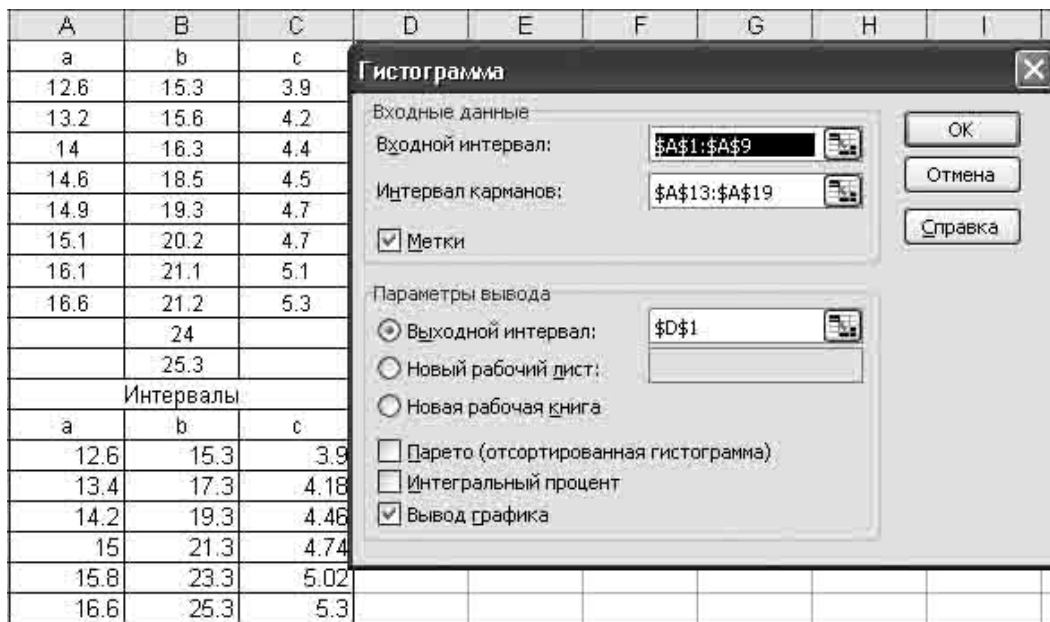 A B C D E F G H I
a b c
12.6 15.3 3.9
13.2 15.6 4.2
14 16.3 4.4
14.6 18.5 4.5
14.9 19.3 4.7
15.1 20.2 4.7
16.1 21.1 5.1
16.6 21.2 5.3
24
25.3
Интервалы
a b c
12.6 15.3 3.9
13.4 17.3 4.18
14.2 19.3 4.46
15 21.3 4.74
15.8 23.3 5.02
16.6 25.3 5.3
Гистограмма
Входные данные
Входной интервал: $A$1:$A$9
Интервал карманов: $A$13:$A$19
Метки
OK
Отмена
Справка
Параметры вывода
Выходной интервал: $D$1
Новый рабочий лист:
Новая рабочая книга
Парето (отсортированная гистограмма)
Интегральный процент
Вывод графика